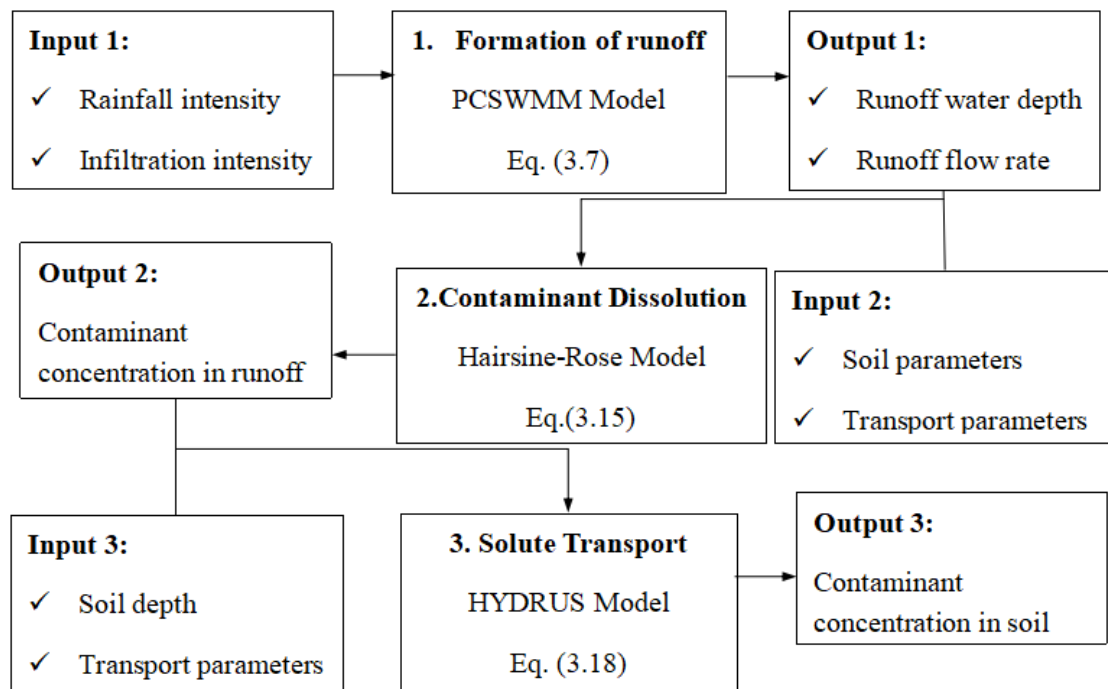 Input 1:
✓ Rainfall intensity
✓ Infiltration intensity
1. Formation of runoff
PCSWMM Model
Eq. (3.7)
Output 1:
✓ Runoff water depth
✓ Runoff flow rate
Output 2:
Contaminant
concentration in runoff
2.Contaminant Dissolution
Hairsine-Rose Model
Eq.(3.15)
Input 2:
✓ Soil parameters
✓ Transport parameters
Input 3:
✓ Soil depth
✓ Transport parameters
3. Solute Transport
HYDRUS Model
Eq. (3.18)
Output 3:
Contaminant
concentration in soil